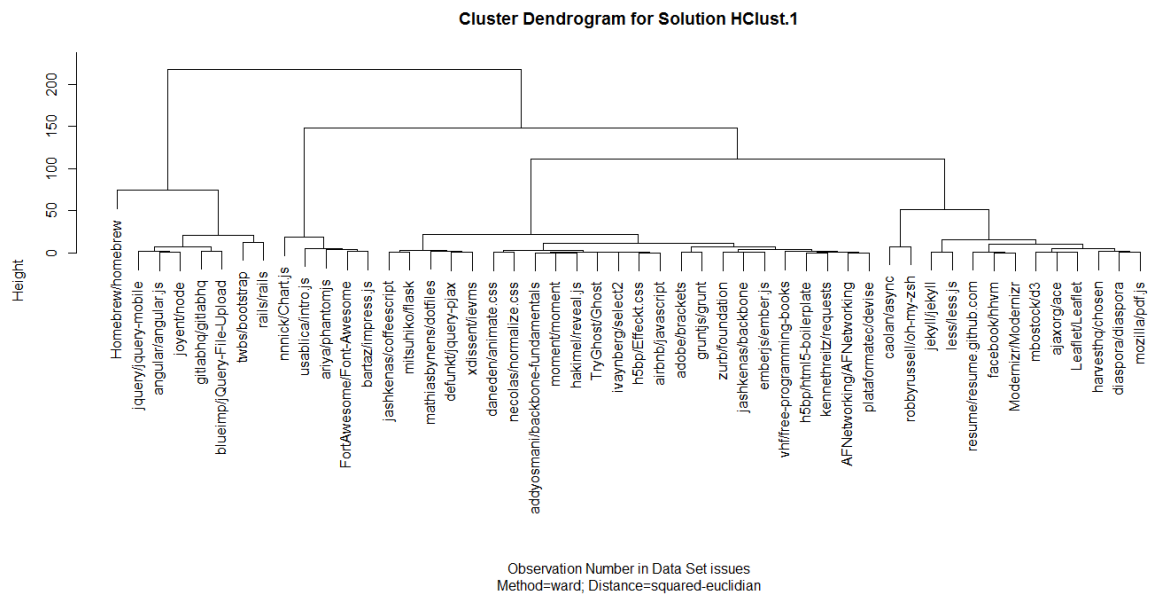 Cluster Dendrogram for Solution HClust.1
Height
200
150
100
50
0
Homebrew/homebrew
jquery/jquery-mobile
angular/angular.js
joyent/node
gitlabhq/gitlabhq
blueimp/jQuery-File-Upload
twbs/bootstrap
rails/rails
nnnick/Chart.js
usablica/intro.js
ariya/phantomjs
FortAwesome/Font-Awesome
bartaz/impress.js
jashkenas/coffeescript
mitsuhiko/flask
mathiasbynens/dotfiles
defunkt/jquery-pjax
xdissent/ievms
daneden/animate.css
necolas/normalize.css
addyosmani/backbone-fundamentals
moment/moment
hakimel/reveal.js
TryGhost/Ghost
ivaynberg/select2
h5bp/Effeckt.css
airbnb/javascript
adobe/brackets
gruntjs/grunt
zurb/foundation
jashkenas/backbone
emberjs/ember.js
vhf/free-programming-books
h5bp/html5-boilerplate
kennethreitz/requests
AFNetworking/AFNetworking
plataformatec/devise
caolan/async
robbyrussell/oh-my-zsh
jekyll/jekyll
less/less.js
resume/resume.github.com
facebook/hhvm
Modernizr/Modernizr
mbostock/d3
ajaxorg/ace
Leaflet/Leaflet
harvesthq/chosen
diaspora/diaspora
mozilla/pdf.js
Observation Number in Data Set issues
Method=ward; Distance=squared-euclidian